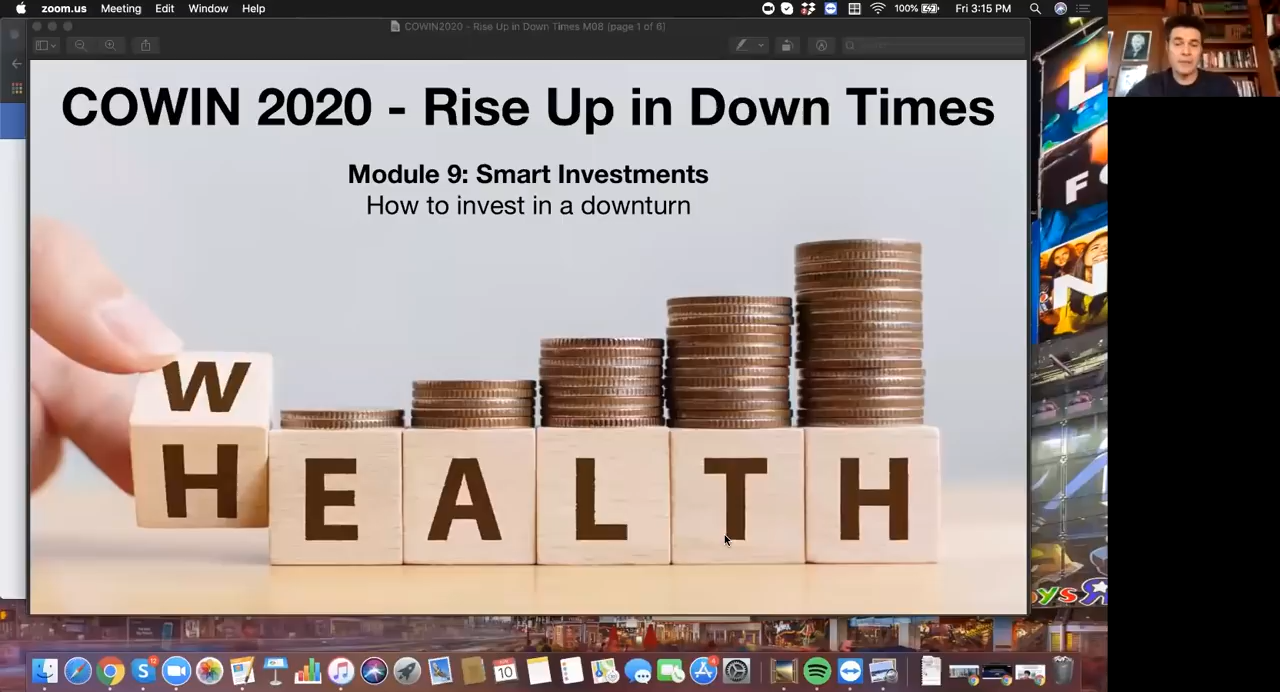 zoom.us Meeting Edit Window Help 100% Fri 3:15 PM
COWIN2020 - Rise Up in Down Times M08 (page 1 of 6)
COWIN 2020 - Rise Up in Down Times
Module 9: Smart Investments
How to invest in a downturn
W
HEALTH
10